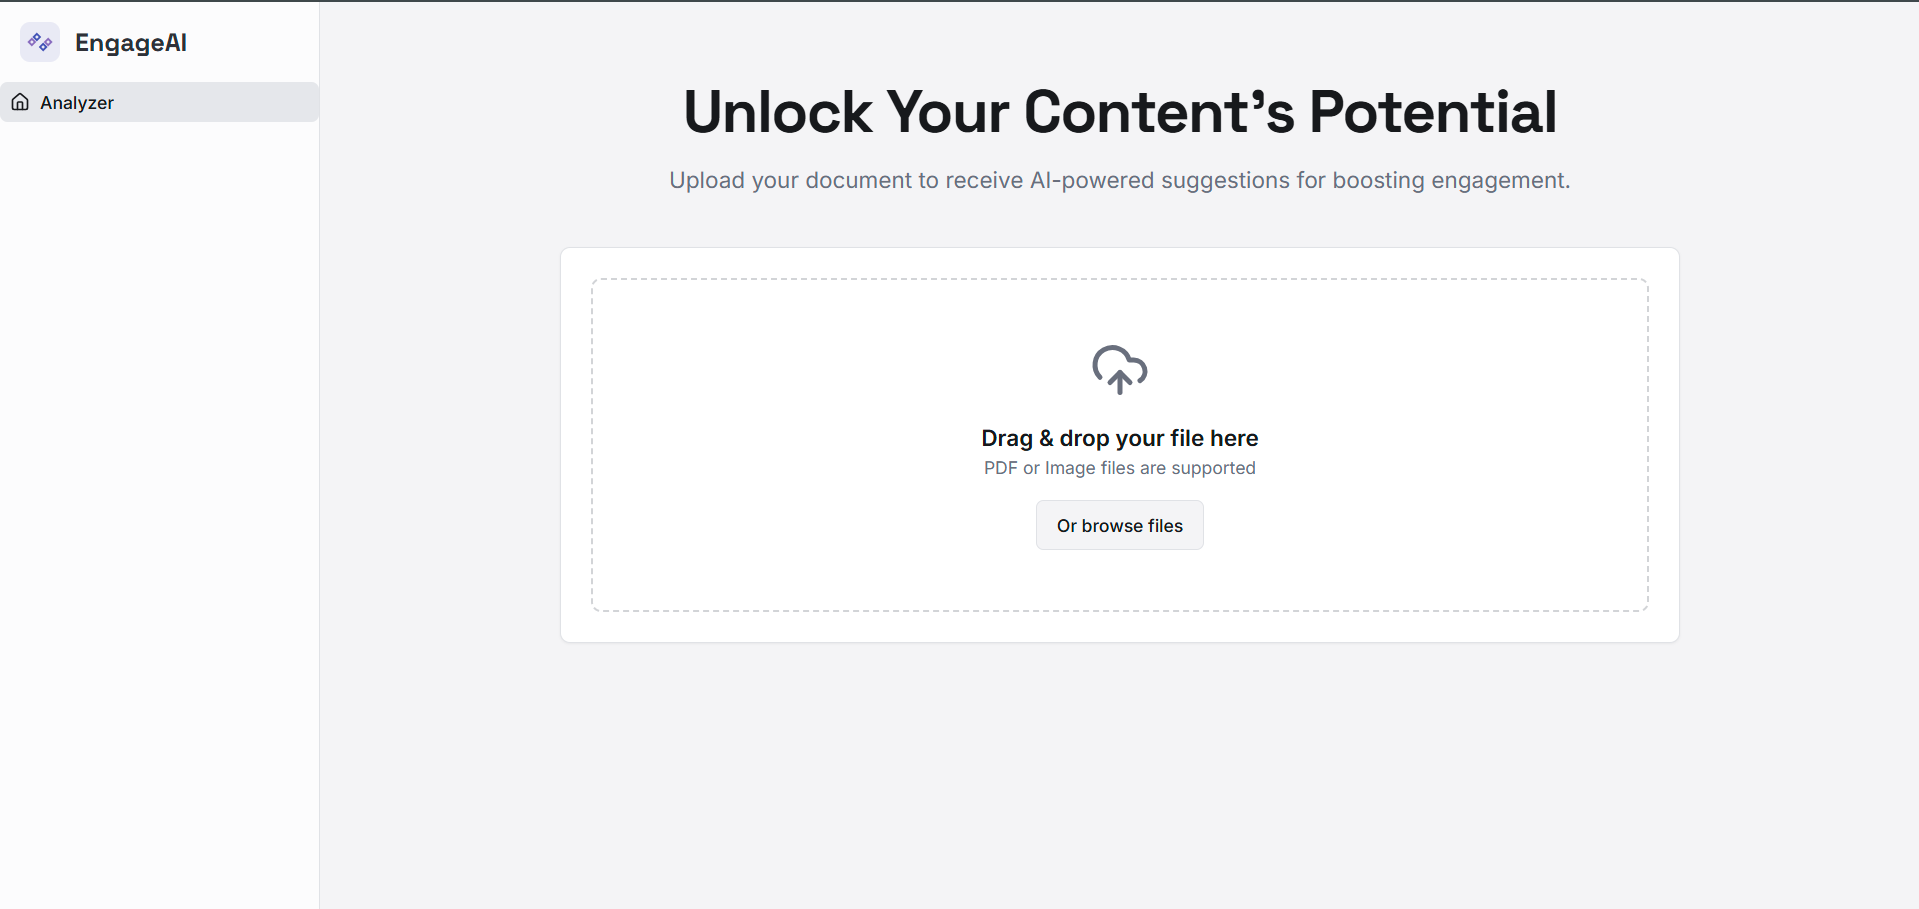 EngageAI
Analyzer
Unlock Your Content’s Potential
Upload your document to receive AI-powered suggestions for boosting engagement.
Drag & drop your file here
PDF or Image files are supported
Or browse files